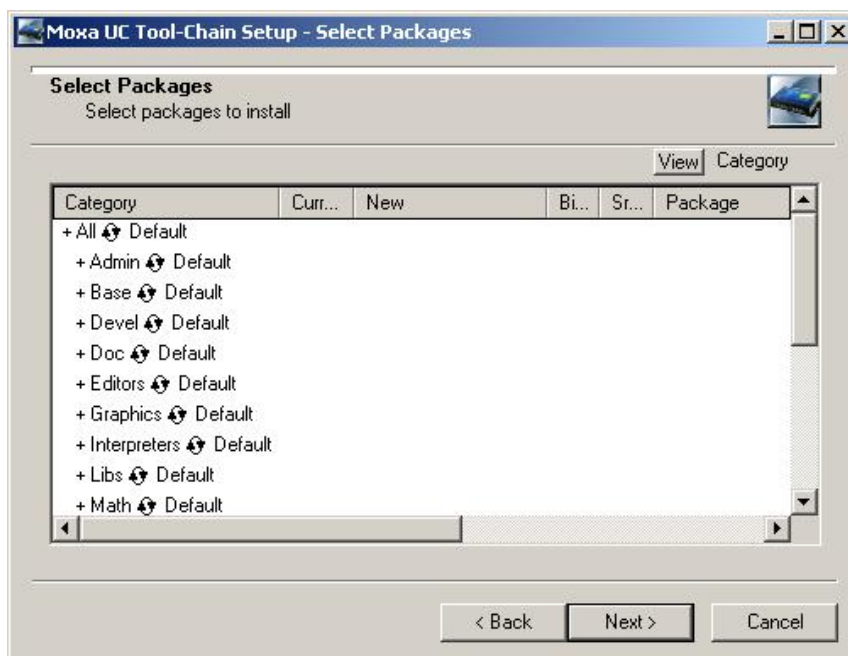 Moxa UC Tool-Chain Setup - Select Packages
Select Packages
Select packages to install
View Category
Category Curr... New Bi... Sr... Package
+ All Default
+ Admin Default
+ Base Default
+ Devel Default
+ Doc Default
+ Editors Default
+ Graphics Default
+ Interpreters Default
+ Libs Default
+ Math Default
< Back Next > Cancel